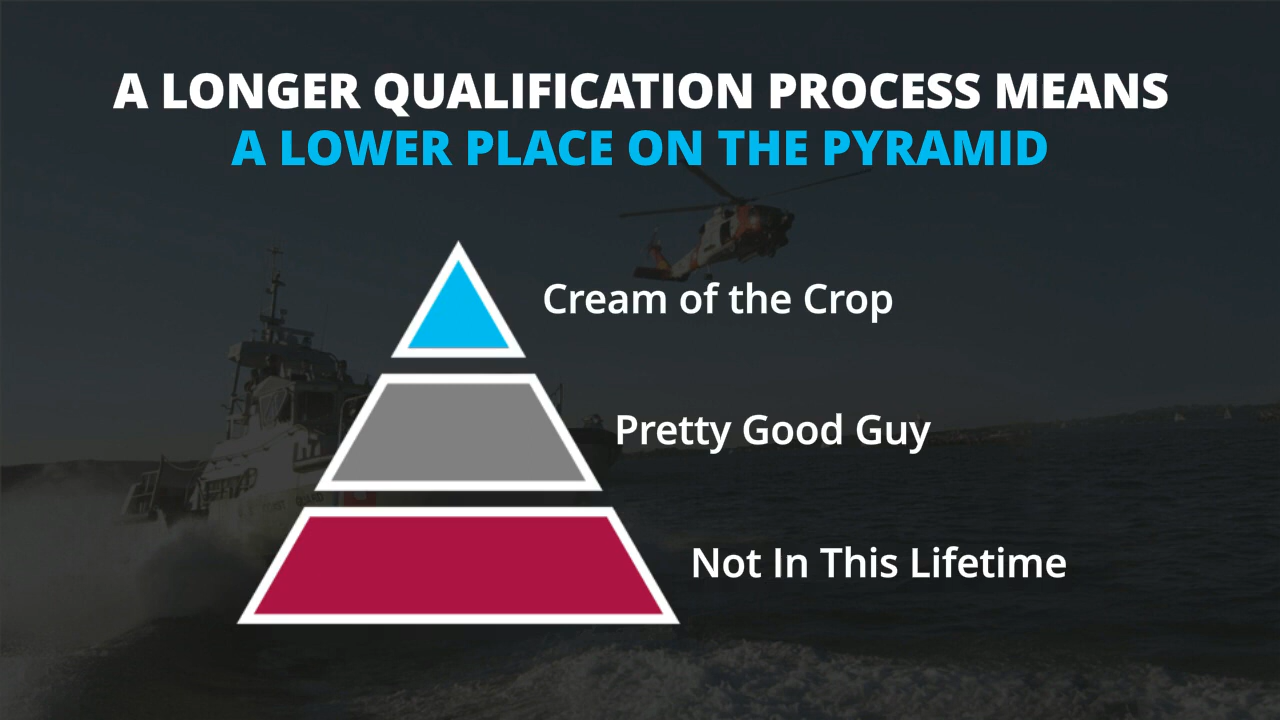 A LONGER QUALIFICATION PROCESS MEANS
A LOWER PLACE ON THE PYRAMID
Cream of the Crop
Pretty Good Guy
Not In This Lifetime